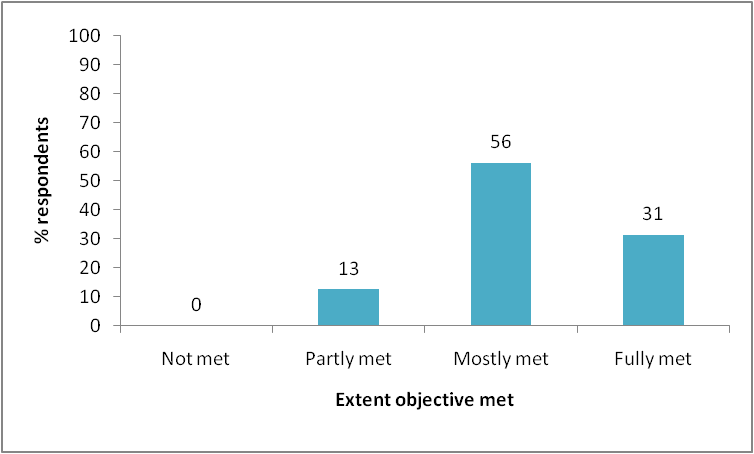 100
90
80
70
60
50
40
30
20
10
0
% respondents
0
13
56
31
Not met
Partly met
Mostly met
Fully met
Extent objective met